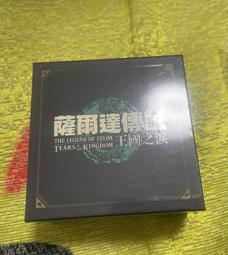 薩爾達傳說
THE LEGEND OF ZELDA
TEARS OF THE KINGDOM 王國之淚